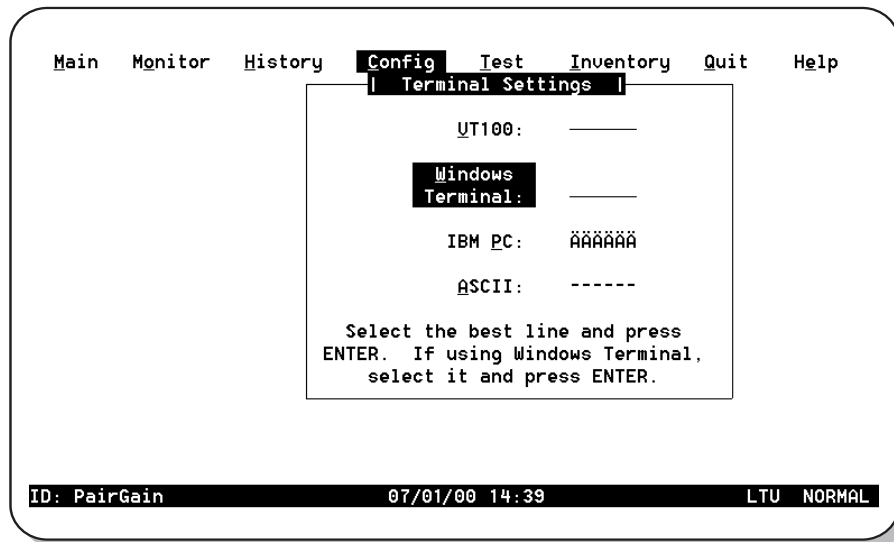 Main Monitor History Config Test Inventory Quit Help
| Terminal Settings |
VT100: ──────
Windows
Terminal: ──────
IBM PC: ÄÄÄÄÄÄ
ASCII: ------
Select the best line and press
ENTER. If using Windows Terminal,
select it and press ENTER.
ID: PairGain 07/01/00 14:39 LTU NORMAL